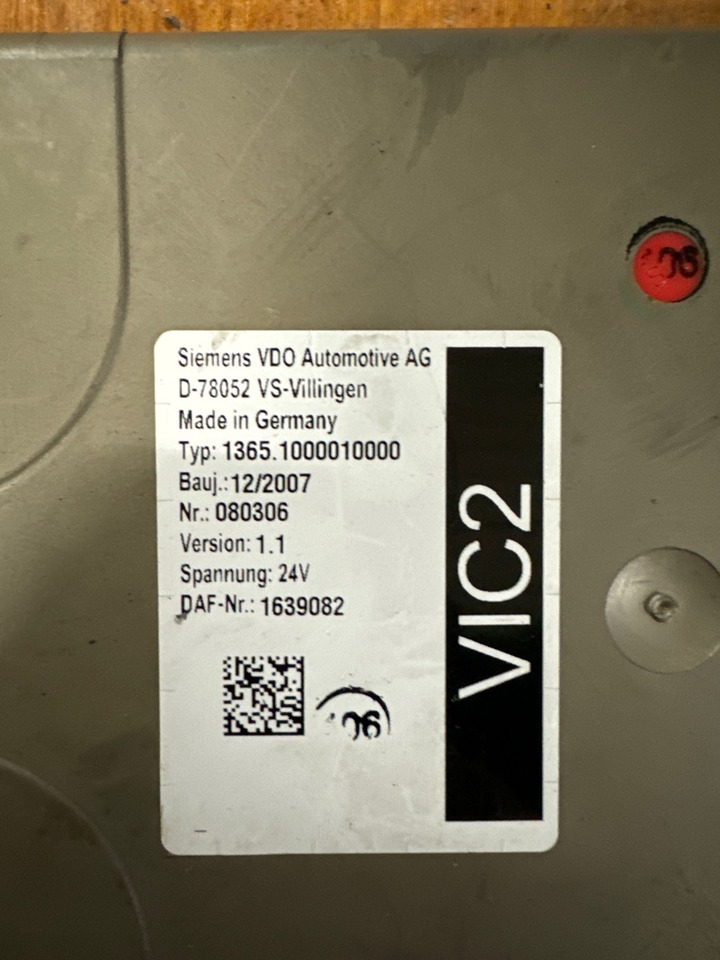 Siemens VDO Automotive AG
D-78052 VS-Villingen
Made in Germany
Typ: 1365.1000010000
Bauj.: 12/2007
Nr.: 080306
Version: 1.1
Spannung: 24V
DAF-Nr.: 1639082
VIC2